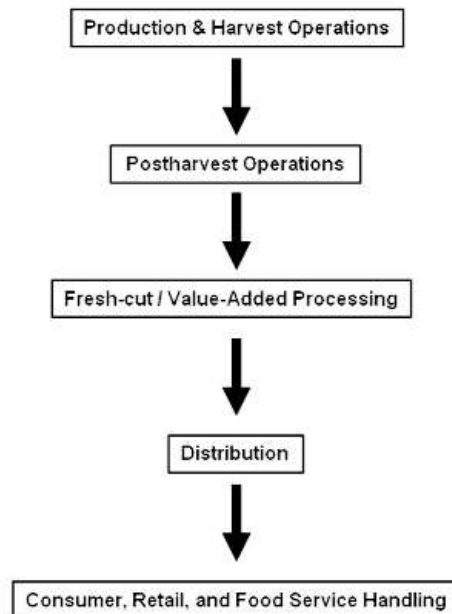 Production & Harvest Operations
Postharvest Operations
Fresh-cut / Value-Added Processing
Distribution
Consumer, Retail, and Food Service Handling